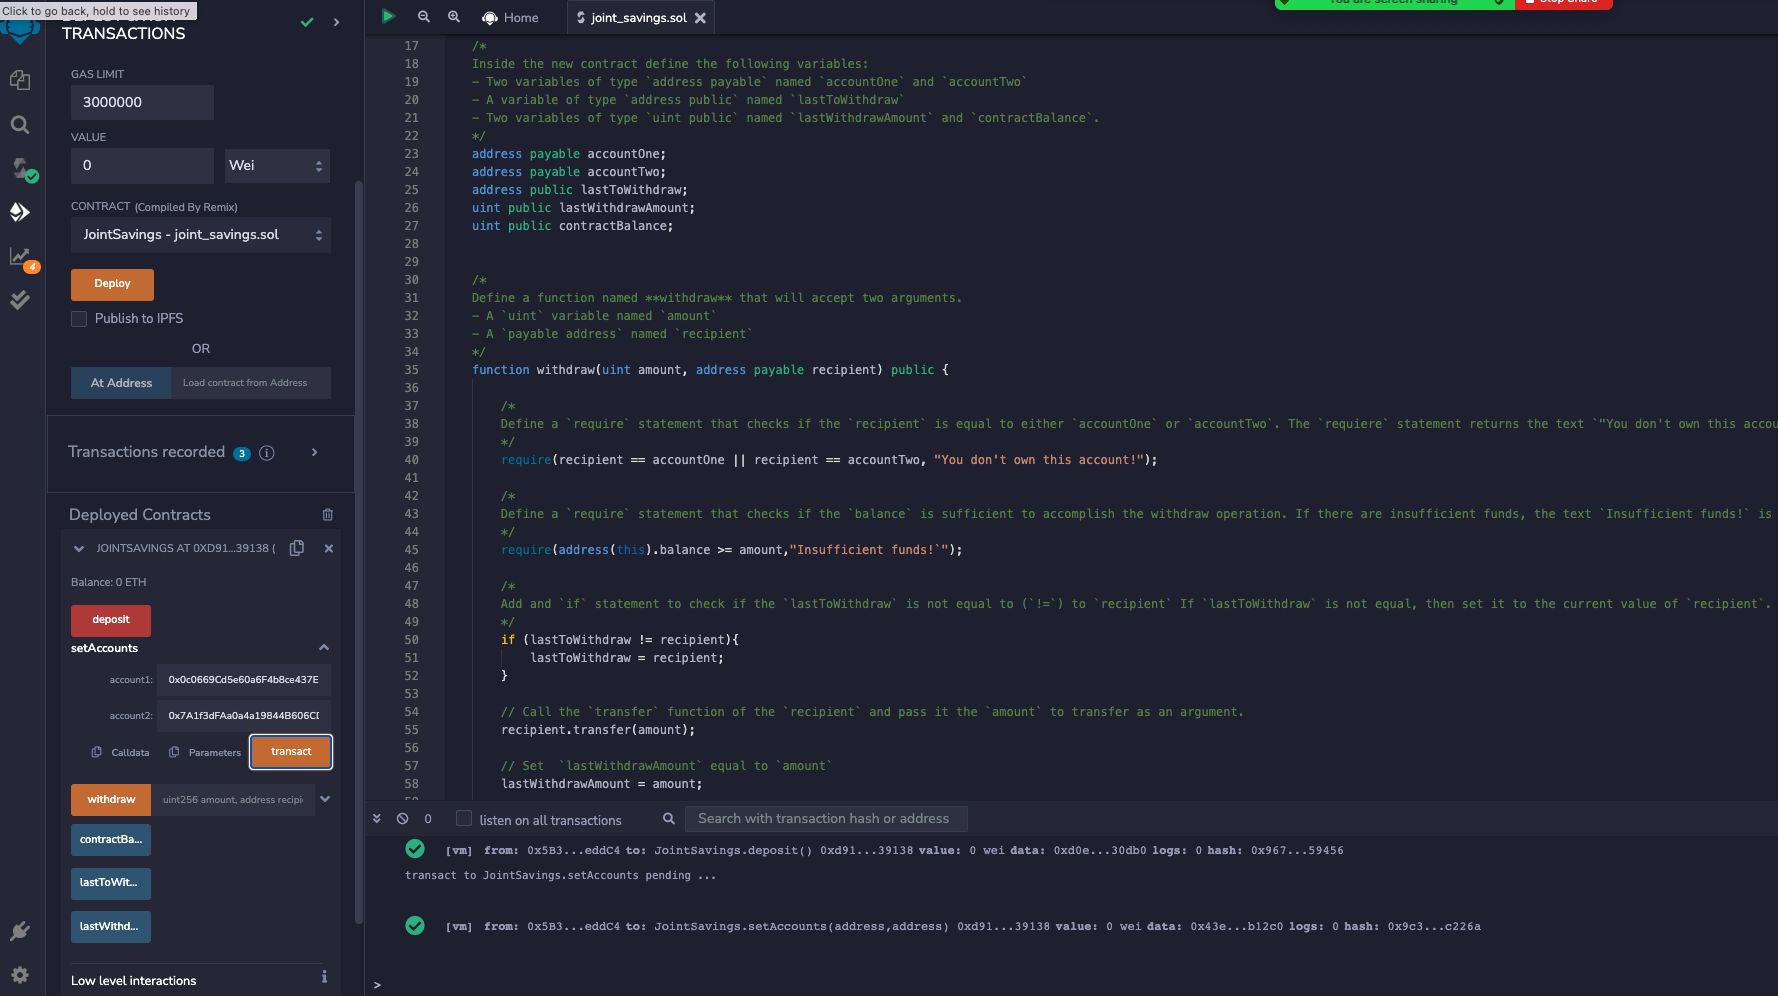 Click to go back, hold to see history
TRANSACTIONS
GAS LIMIT
3000000
VALUE
0
Wei
CONTRACT (Compiled By Remix)
JointSavings - joint_savings.sol
Deploy
Publish to IPFS
OR
At Address
Load contract from Address
Transactions recorded 3 i
Deployed Contracts
JOINTSAVINGS AT 0XD91...39138 (
Balance: 0 ETH
deposit
setAccounts
account1: 0x0c0669Cd5e60a6F4b8ce437E
account2: 0x7A1f3dFAa0a4a19844B606CD
Calldata
Parameters
transact
withdraw
uint256 amount, address recipi
contractBa...
lastToWit...
lastWithd...
Low level interactions
i
4
Home
joint_savings.sol
You are screen sharing
Stop Share
17 /*
18 Inside the new contract define the following variables:
19 - Two variables of type `address payable` named `accountOne` and `accountTwo`
20 - A variable of type `address public` named `lastToWithdraw`
21 - Two variables of type `uint public` named `lastWithdrawAmount` and `contractBalance`.
22 */
23 address payable accountOne;
24 address payable accountTwo;
25 address public lastToWithdraw;
26 uint public lastWithdrawAmount;
27 uint public contractBalance;
28
29
30 /*
31 Define a function named **withdraw** that will accept two arguments.
32 - A `uint` variable named `amount`
33 - A `payable address` named `recipient`
34 */
35 function withdraw(uint amount, address payable recipient) public {
36
37 /*
38 Define a `require` statement that checks if the `recipient` is equal to either `accountOne` or `accountTwo`. The `requiere` statement returns the text `"You don't own this accou
39 */
40 require(recipient == accountOne || recipient == accountTwo, "You don't own this account!");
41
42 /*
43 Define a `require` statement that checks if the `balance` is sufficient to accomplish the withdraw operation. If there are insufficient funds, the text `Insufficient funds!` is
44 */
45 require(address(this).balance >= amount,"Insufficient funds!`");
46
47 /*
48 Add and `if` statement to check if the `lastToWithdraw` is not equal to (`!=`) to `recipient` If `lastToWithdraw` is not equal, then set it to the current value of `recipient`.
49 */
50 if (lastToWithdraw != recipient){
51 lastToWithdraw = recipient;
52 }
53
54 // Call the `transfer` function of the `recipient` and pass it the `amount` to transfer as an argument.
55 recipient.transfer(amount);
56
57 // Set  `lastWithdrawAmount` equal to `amount`
58 lastWithdrawAmount = amount;
0
listen on all transactions
Search with transaction hash or address
[vm] from: 0x5B3...eddC4 to: JointSavings.deposit() 0xd91...39138 value: 0 wei data: 0xd0e...30db0 logs: 0 hash: 0x967...59456
transact to JointSavings.setAccounts pending ...
[vm] from: 0x5B3...eddC4 to: JointSavings.setAccounts(address,address) 0xd91...39138 value: 0 wei data: 0x43e...b12c0 logs: 0 hash: 0x9c3...c226a
>